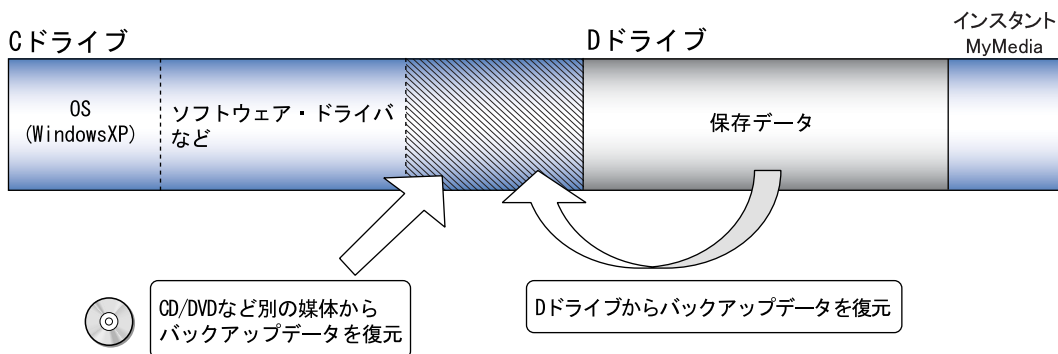 Cドライブ
Dドライブ
インスタント
MyMedia
OS
(WindowsXP)
ソフトウェア・ドライバ
など
保存データ
CD/DVDなど別の媒体から
バックアップデータを復元
Dドライブからバックアップデータを復元